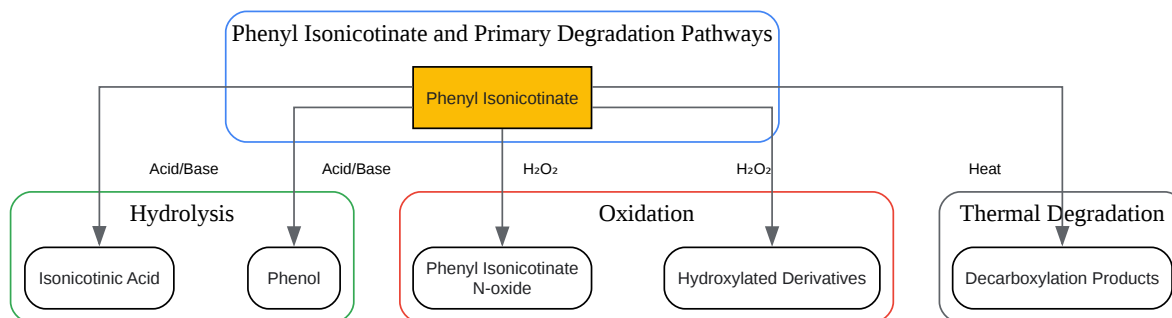 Phenyl Isonicotinate and Primary Degradation Pathways
Phenyl Isonicotinate
Acid/Base
Acid/Base
H₂O₂
H₂O₂
Heat
Hydrolysis
Oxidation
Thermal Degradation
Isonicotinic Acid
Phenol
Phenyl Isonicotinate
N-oxide
Hydroxylated Derivatives
Decarboxylation Products